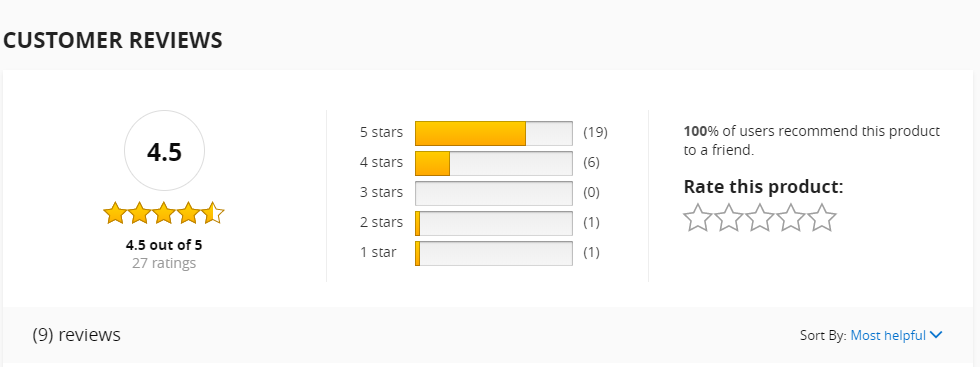 CUSTOMER REVIEWS
4.5
4.5 out of 5
27 ratings
5 stars (19)
4 stars (6)
3 stars (0)
2 stars (1)
1 star (1)
100% of users recommend this product
to a friend.
Rate this product:
(9) reviews
Sort By: Most helpful